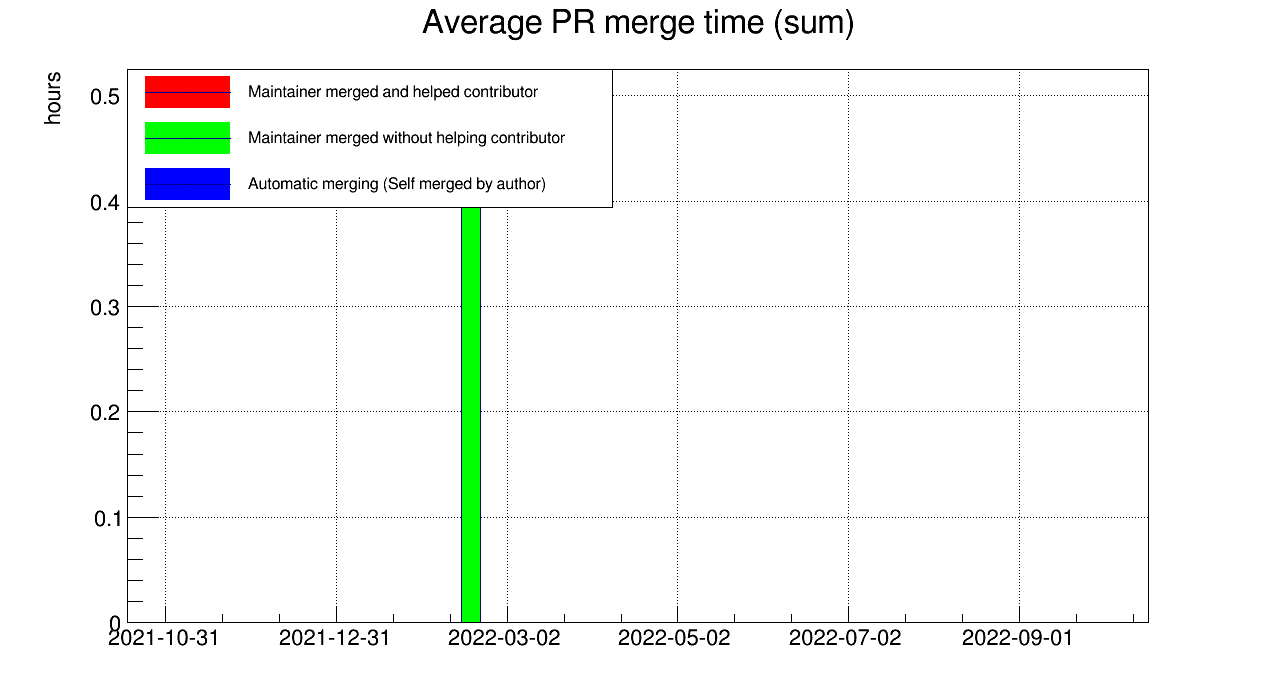 Average PR merge time (sum)
hours
Maintainer merged and helped contributor
Maintainer merged without helping contributor
Automatic merging (Self merged by author)
0.5
0.4
0.3
0.2
0.1
0
2021-10-31 2021-12-31 2022-03-02 2022-05-02 2022-07-02 2022-09-01